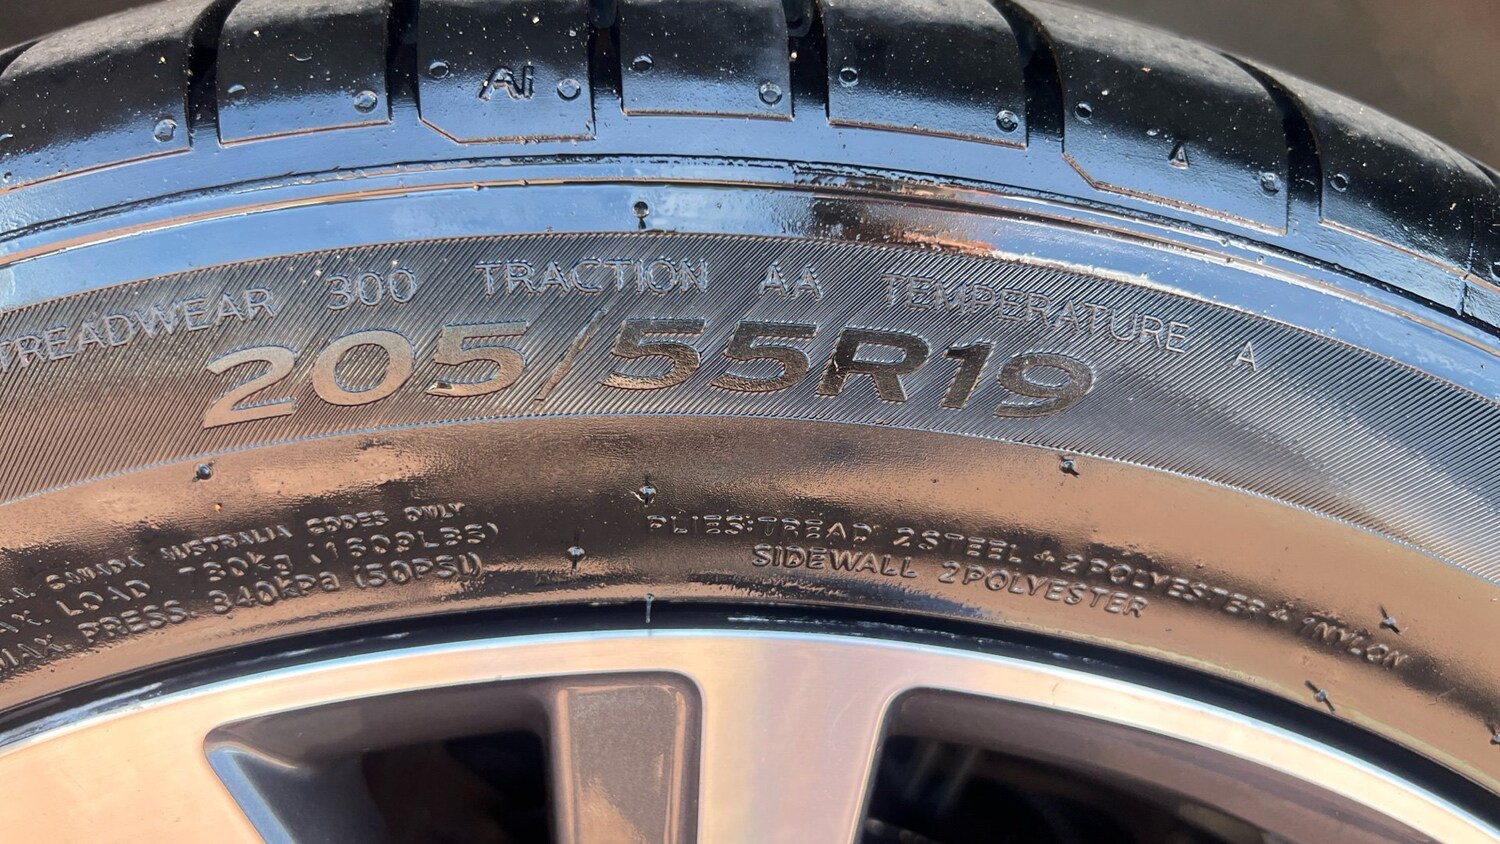 Ai
A
TREADWEAR 300 TRACTION AA TEMPERATURE A
205/55R19
CANADA AUSTRALIA CODES ONLY
LOAD (1609LBS)
MAX PRESS 340kPa (50PSI)
PLIES:TREAD 2STEEL+2POLYESTER+1NYLON
SIDEWALL 2POLYESTER